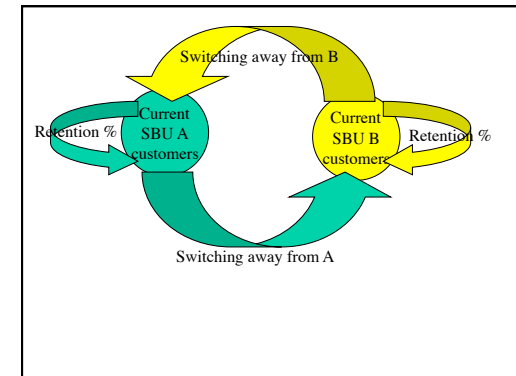 Switching away from B
Current
SBU A
customers
Retention %
Current
SBU B
customers
Retention %
Switching away from A